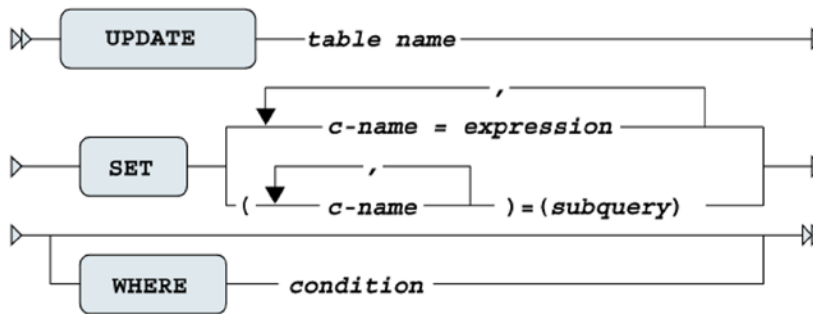 UPDATE table name
,
c-name = expression
SET
,
( c-name )=(subquery)
WHERE condition